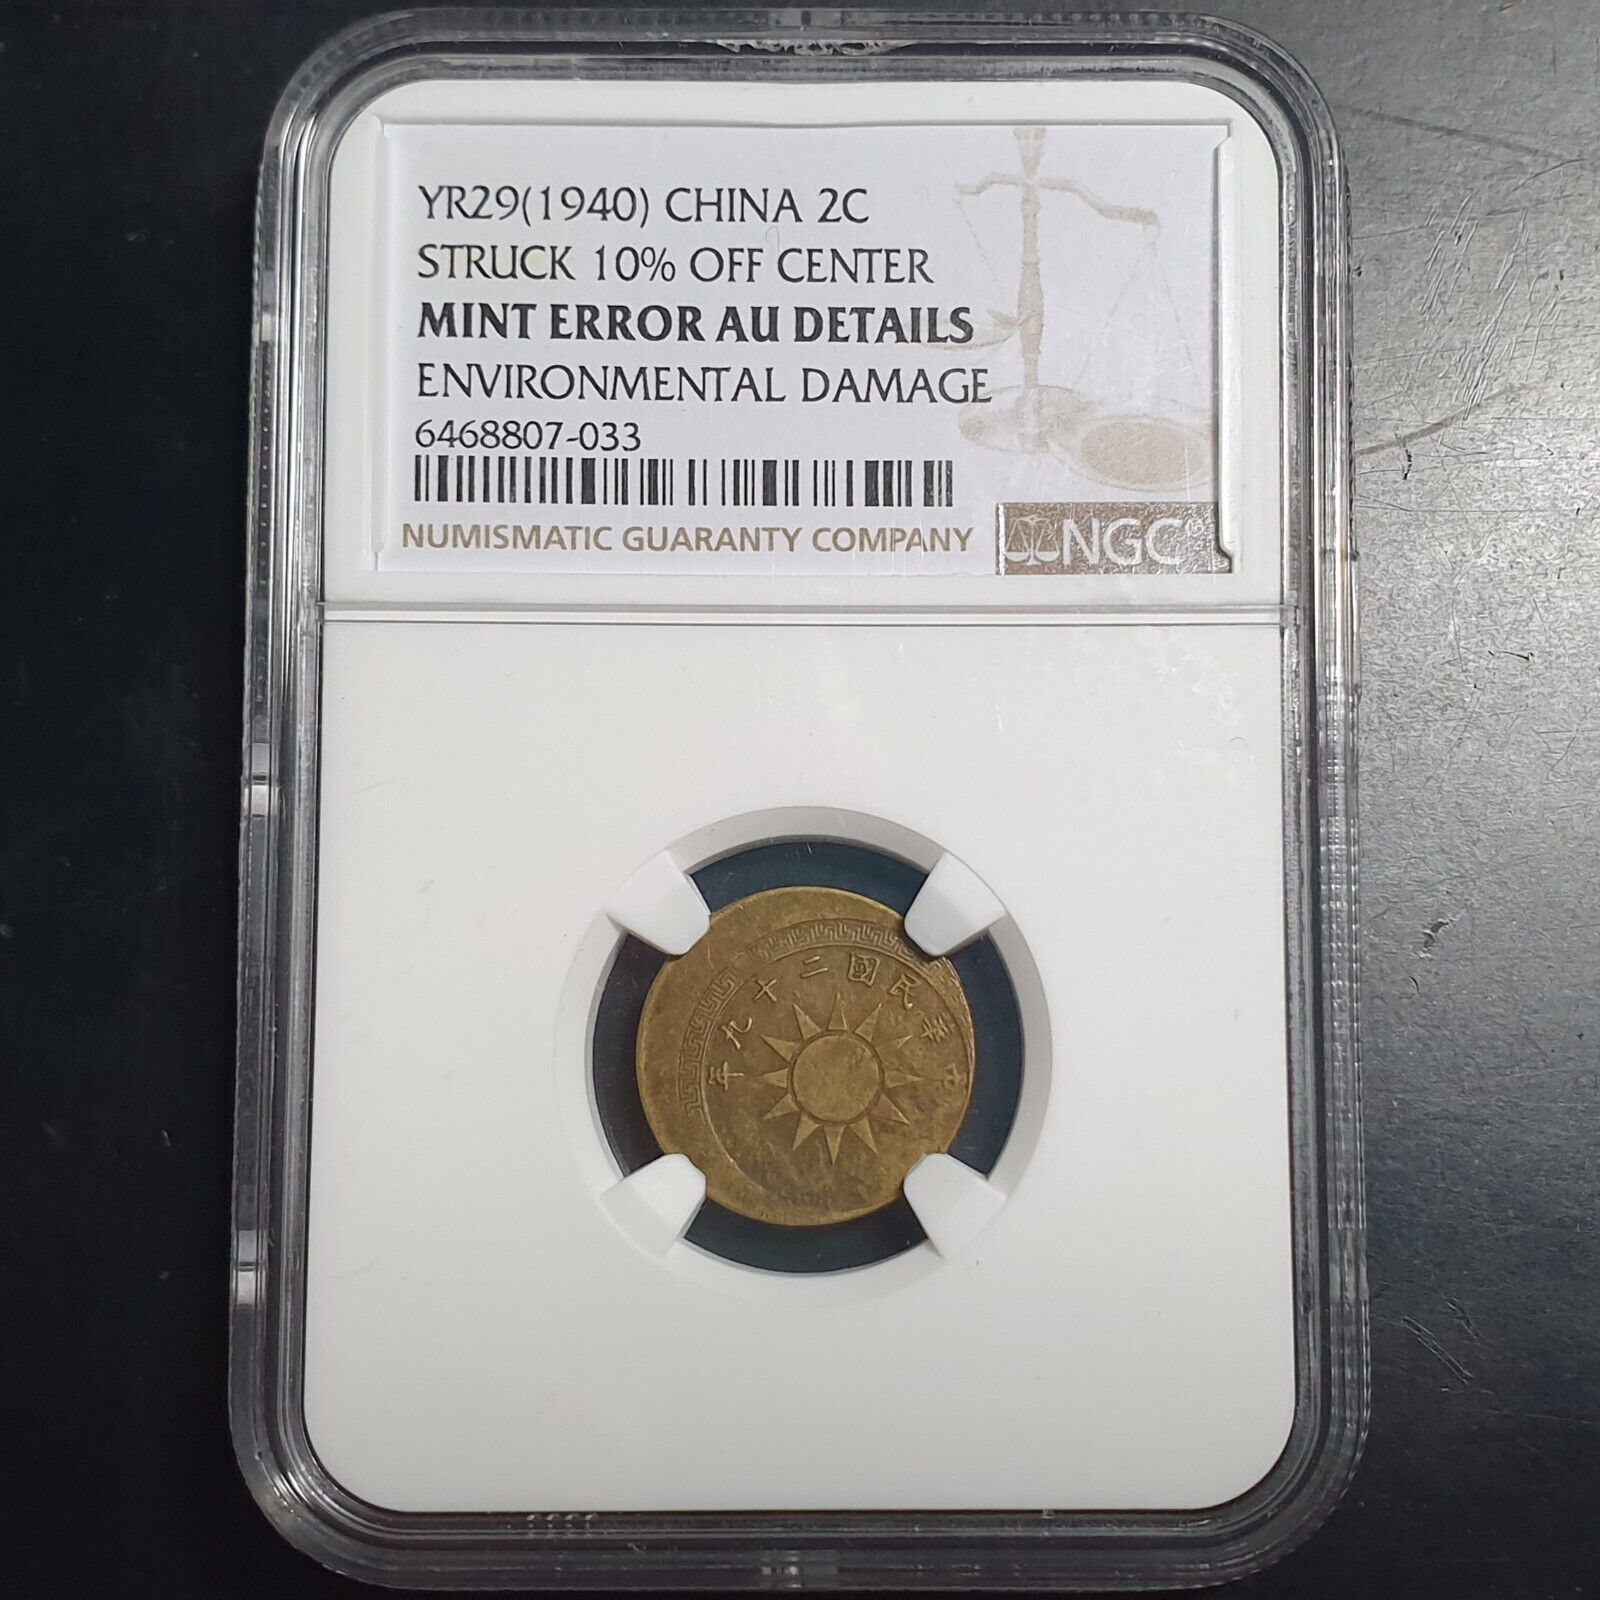 YR29(1940) CHINA 2C
STRUCK 10% OFF CENTER
MINT ERROR AU DETAILS
ENVIRONMENTAL DAMAGE
6468807-033
NUMISMATIC GUARANTY COMPANY
NGC
年九十二國民華中